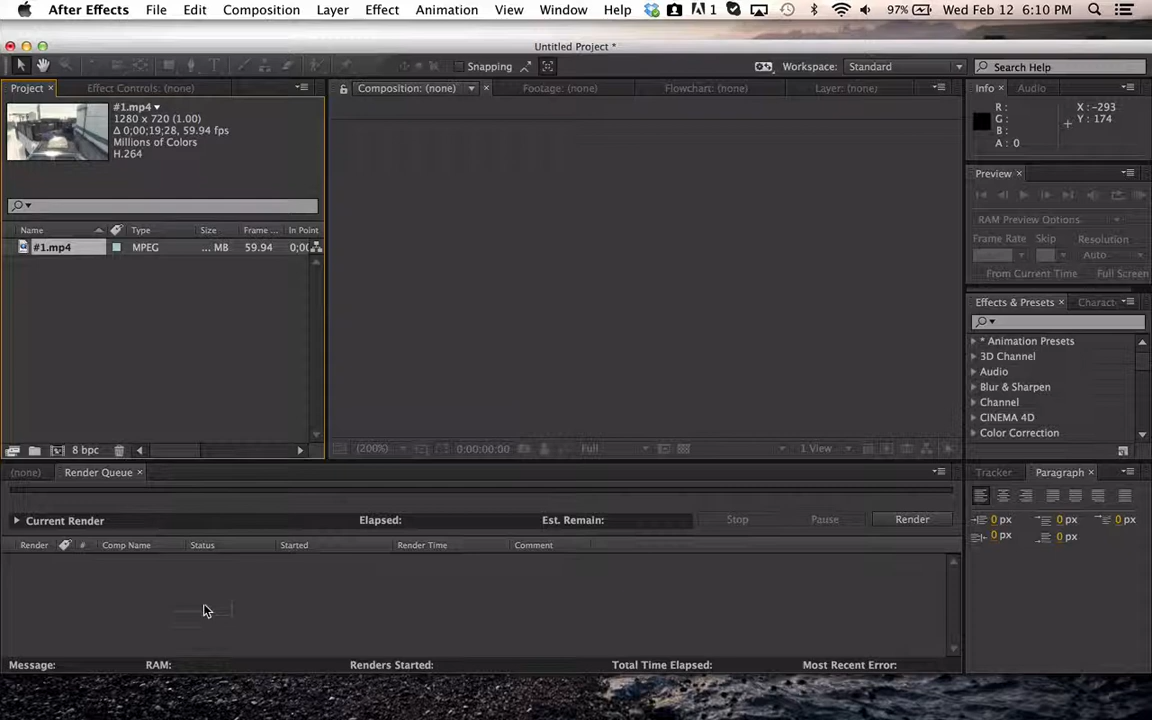 After Effects File Edit Composition Layer Effect Animation View Window Help 1 97% Wed Feb 12 6:10 PM
Untitled Project *
Snapping Workspace: Standard Search Help
Project × Effect Controls: (none) Composition: (none) × Footage: (none) Flowchart: (none) Layer: (none) Info × Audio
#1.mp4
1280 x 720 (1.00)
Δ 0;00;19;28, 59.94 fps
Millions of Colors
H.264
R:
G:
B:
A: 0
X: -293
Y: 174
Preview ×
RAM Preview Options
Frame Rate Skip Resolution
Auto
From Current Time Full Screen
Name Type Size Frame ... In Point
#1.mp4 MPEG ... MB 59.94 0;00
Effects & Presets × Charact
* Animation Presets
3D Channel
Audio
Blur & Sharpen
Channel
CINEMA 4D
Color Correction
8 bpc (200%) 0:00:00:00 Full 1 View
(none) Render Queue × Tracker Paragraph ×
Current Render Elapsed: Est. Remain: Stop Pause Render
0 px 0 px 0 px
0 px 0 px
Render # Comp Name Status Started Render Time Comment
Message: RAM: Renders Started: Total Time Elapsed: Most Recent Error: